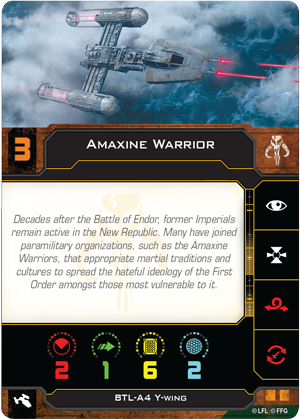 3
AMAXINE WARRIOR
Decades after the Battle of Endor, former Imperials
remain active in the New Republic. Many have joined
paramilitary organizations, such as the Amaxine
Warriors, that appropriate martial traditions and
cultures to spread the hateful ideology of the First
Order amongst those most vulnerable to it.
2 1 6 2
BTL-A4 Y-WING
©LFL ©FFG